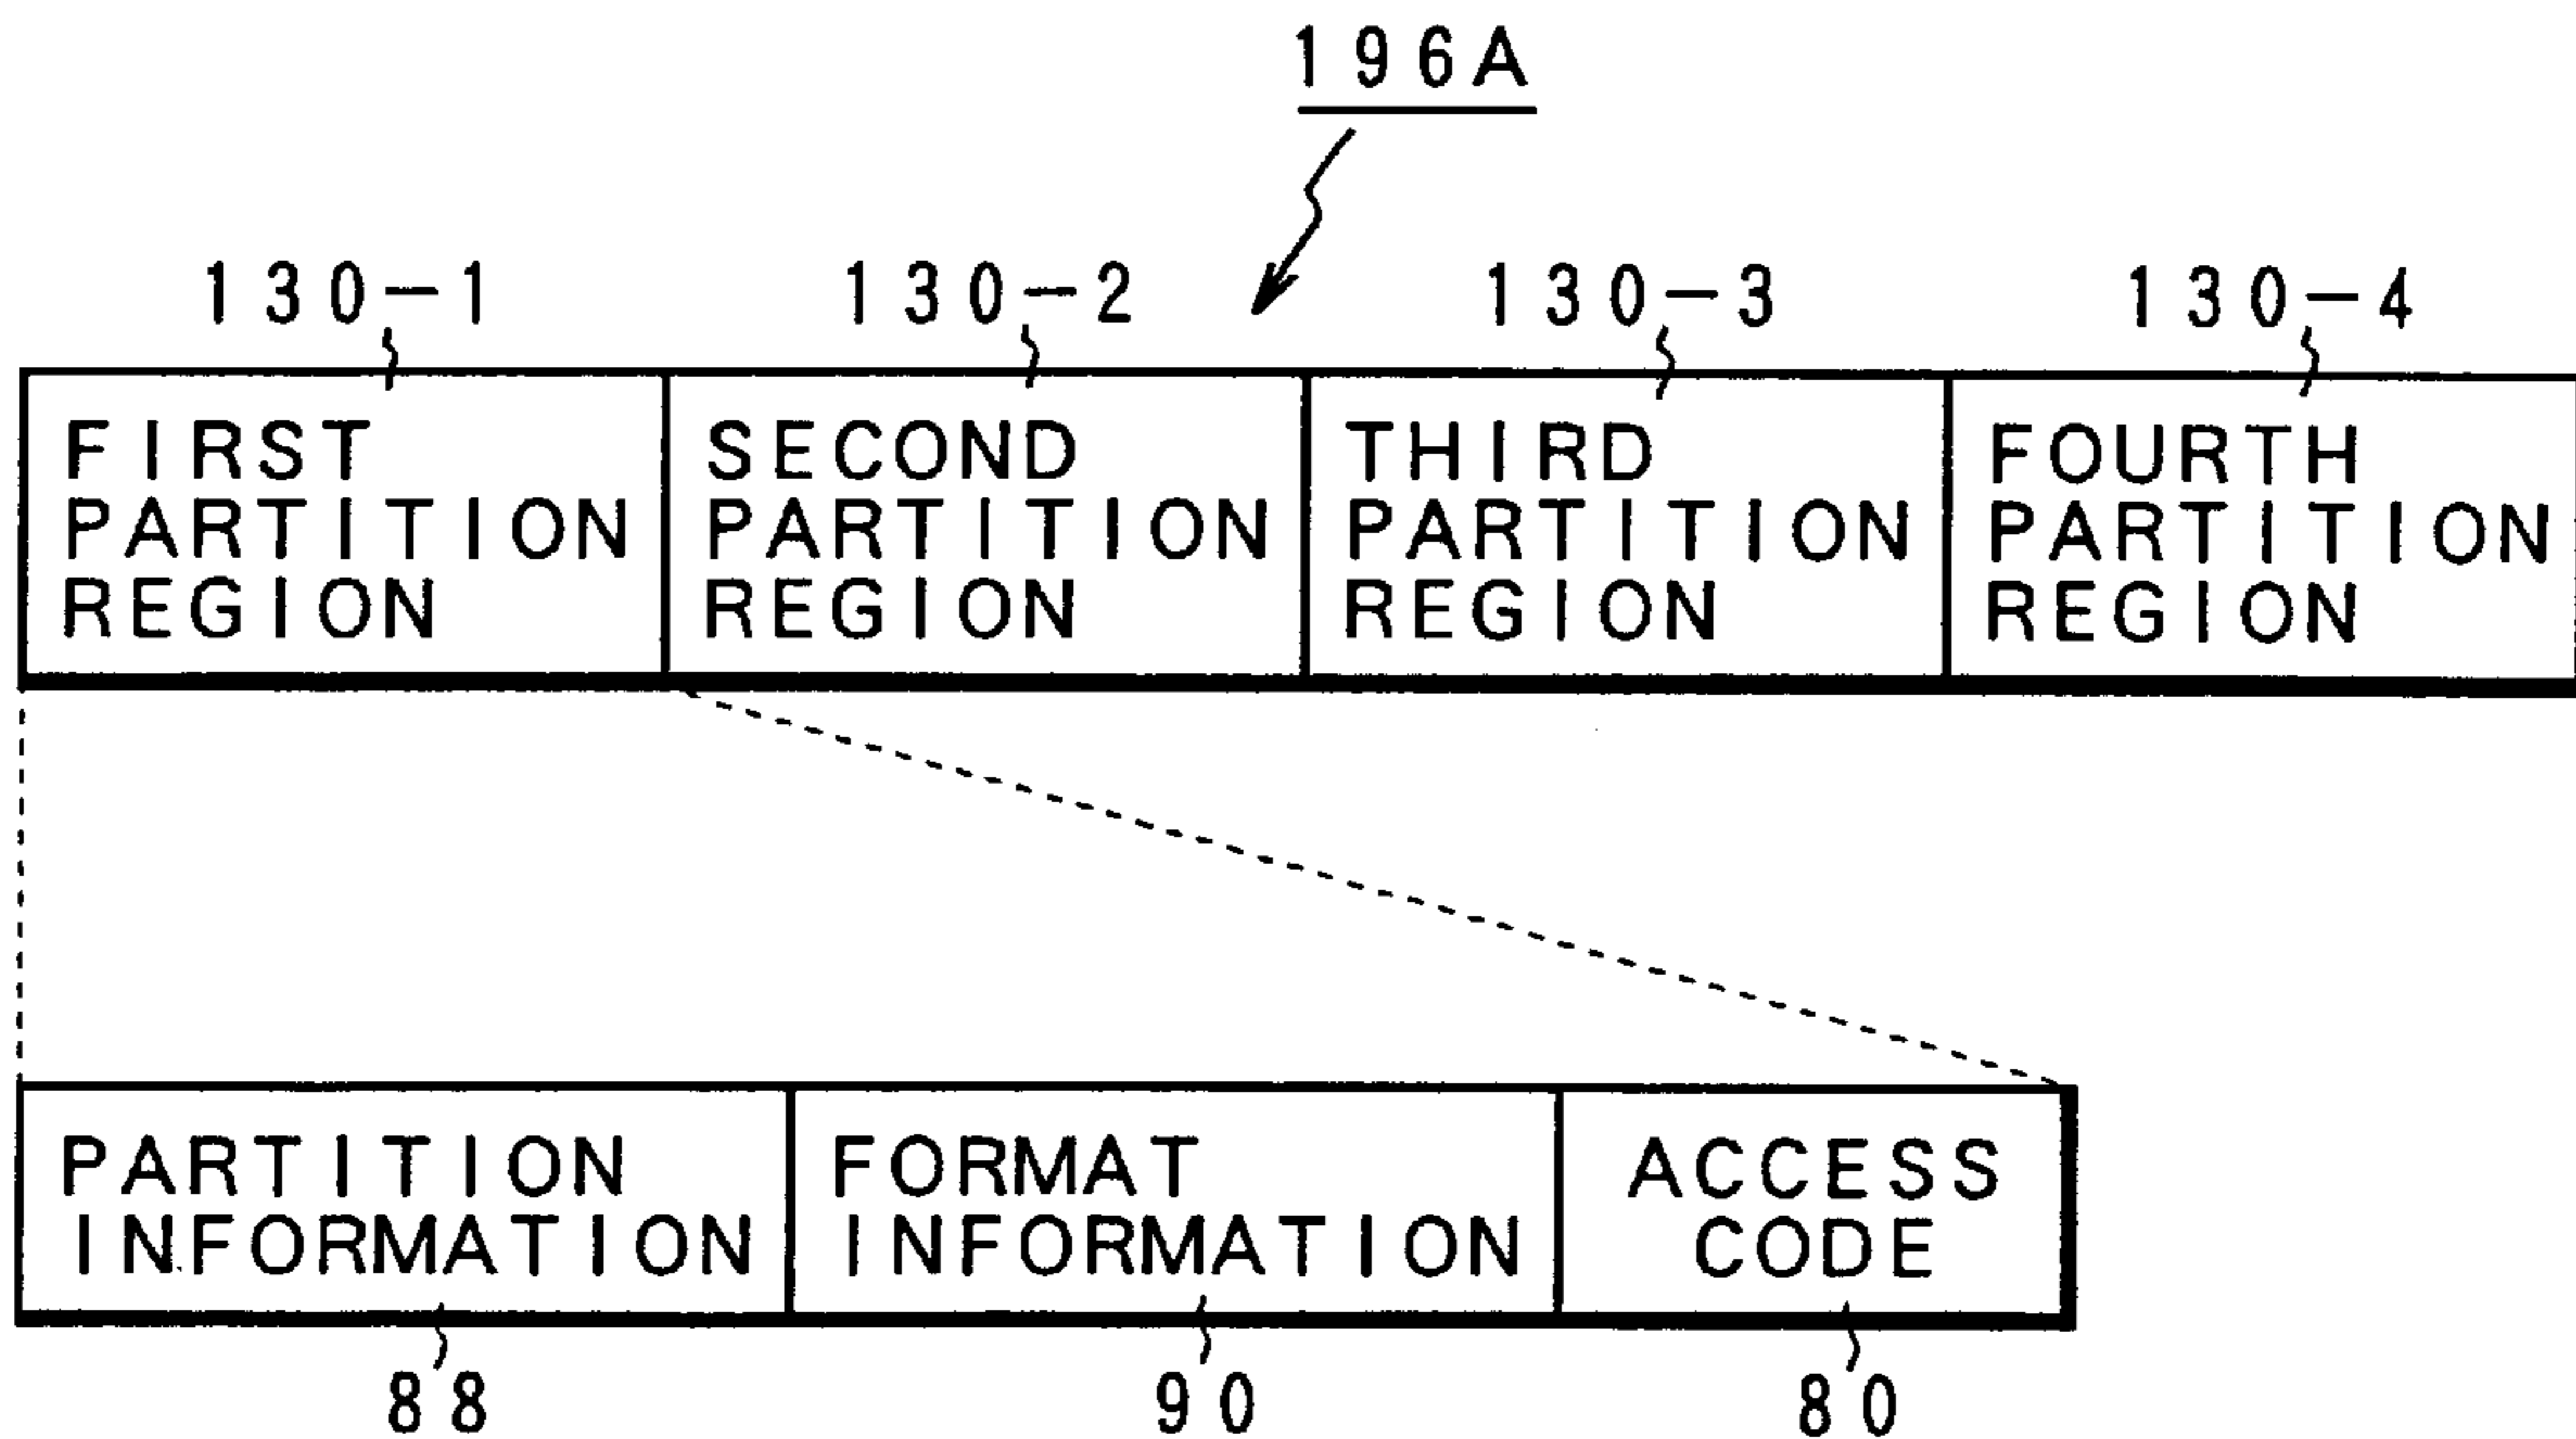 196A
130-1 130-2 130-3 130-4
FIRST PARTITION REGION
SECOND PARTITION REGION
THIRD PARTITION REGION
FOURTH PARTITION REGION
PARTITION INFORMATION
FORMAT INFORMATION
ACCESS CODE
88 90 80